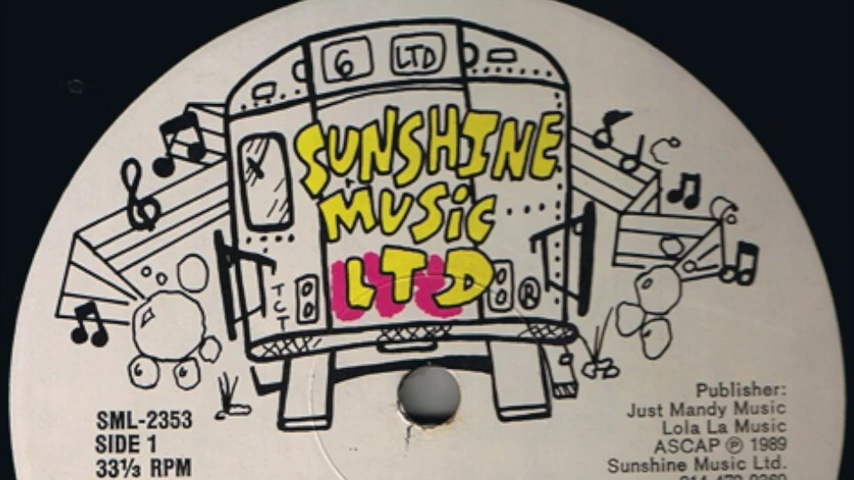 6 LTD
SUNSHINE
MUSIC
LTD
TCT
®
SML-2353
SIDE 1
33⅓ RPM
Publisher:
Just Mandy Music
Lola La Music
ASCAP ℗ 1989
Sunshine Music Ltd.